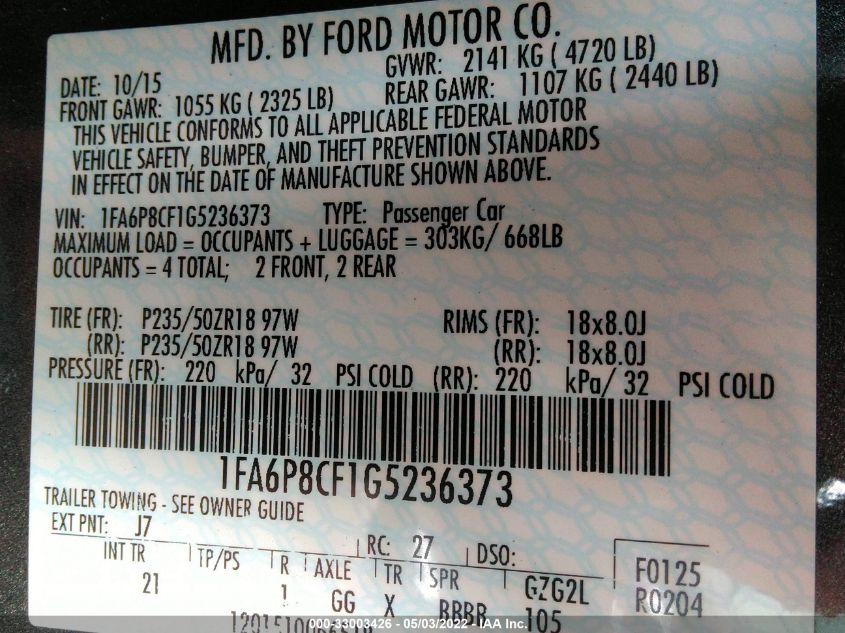 MFD. BY FORD MOTOR CO.
DATE: 10/15 GVWR: 2141 KG ( 4720 LB)
FRONT GAWR: 1055 KG ( 2325 LB) REAR GAWR: 1107 KG ( 2440 LB)
THIS VEHICLE CONFORMS TO ALL APPLICABLE FEDERAL MOTOR
VEHICLE SAFETY, BUMPER, AND THEFT PREVENTION STANDARDS
IN EFFECT ON THE DATE OF MANUFACTURE SHOWN ABOVE.
VIN: 1FA6P8CF1G5236373 TYPE: Passenger Car
MAXIMUM LOAD = OCCUPANTS + LUGGAGE = 303KG/ 668LB
OCCUPANTS = 4 TOTAL; 2 FRONT, 2 REAR
TIRE (FR): P235/50ZR18 97W RIMS (FR): 18x8.0J
(RR): P235/50ZR18 97W (RR): 18x8.0J
PRESSURE (FR): 220 kPa/ 32 PSI COLD (RR): 220 kPa/ 32 PSI COLD
1FA6P8CF1G5236373
TRAILER TOWING - SEE OWNER GUIDE
EXT PNT: J7 RC: 27 DSO:
INT TR TP/PS R AXLE TR SPR GZG2L F0125
21 1 GG X BBBB 105 R0204
000-33003426 - 05/03/2022 - IAA Inc.